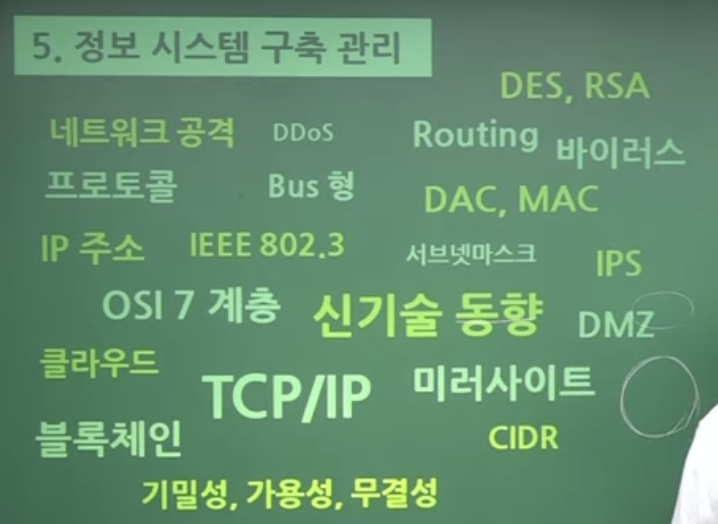 5. 정보 시스템 구축 관리
DES, RSA
네트워크 공격 DDoS Routing 바이러스
프로토콜 Bus 형 DAC, MAC
IP 주소 IEEE 802.3 서브넷마스크 IPS
OSI 7 계층 신기술 동향 DMZ
클라우드 TCP/IP 미러사이트
블록체인 CIDR
기밀성, 가용성, 무결성